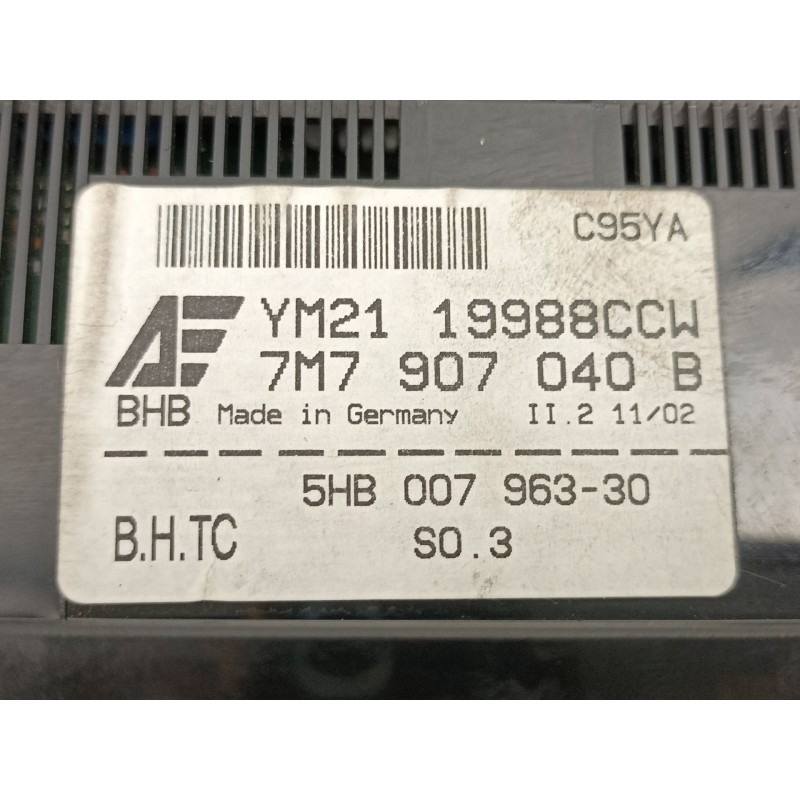 C95YA
AE YM21 19988CCW
7M7 907 040 B
BHB Made in Germany II.2 11/02
5HB 007 963-30
B.H.TC S0.3